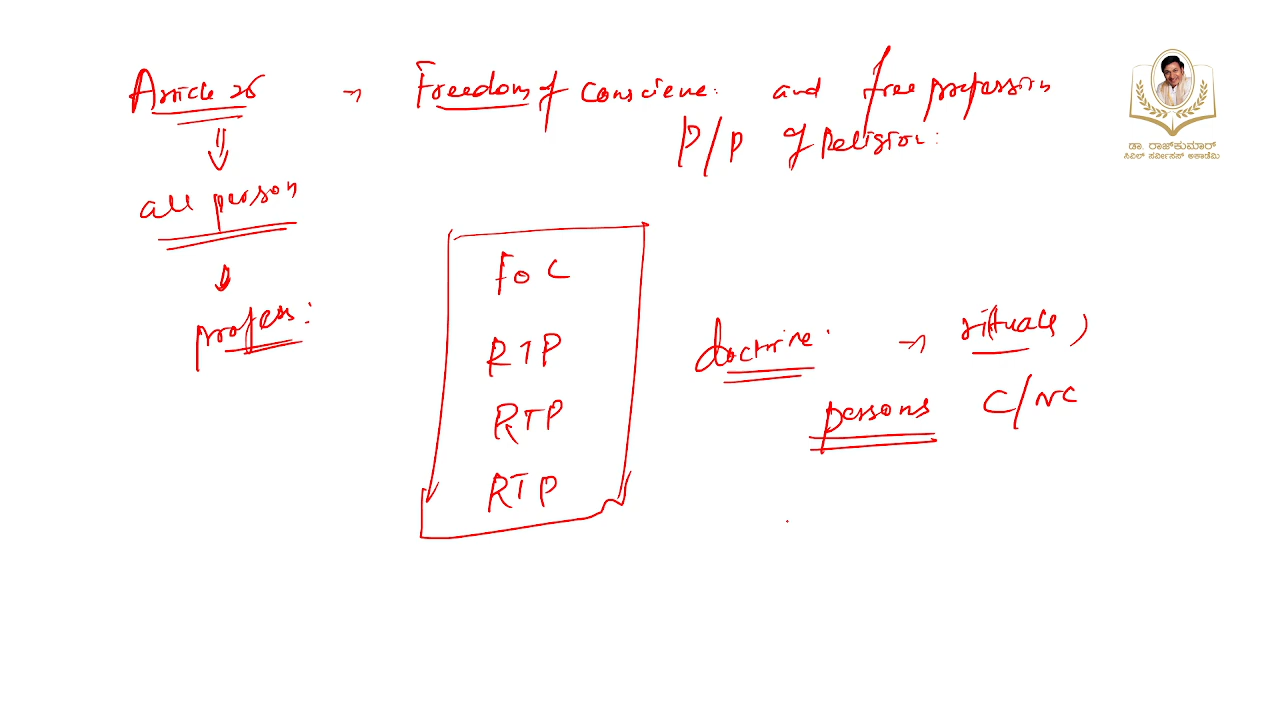 Article 25 → Freedom of Conscience: and free profession
P/P of Religion:
all person
profess:
FOC
RTP
RTP
RTP
doctrine: → rituals,
persons C/NC
ಡಾ. ರಾಜ್‌ಕುಮಾರ್
ಸಿವಿಲ್ ಸರ್ವೀಸಸ್ ಅಕಾಡೆಮಿ